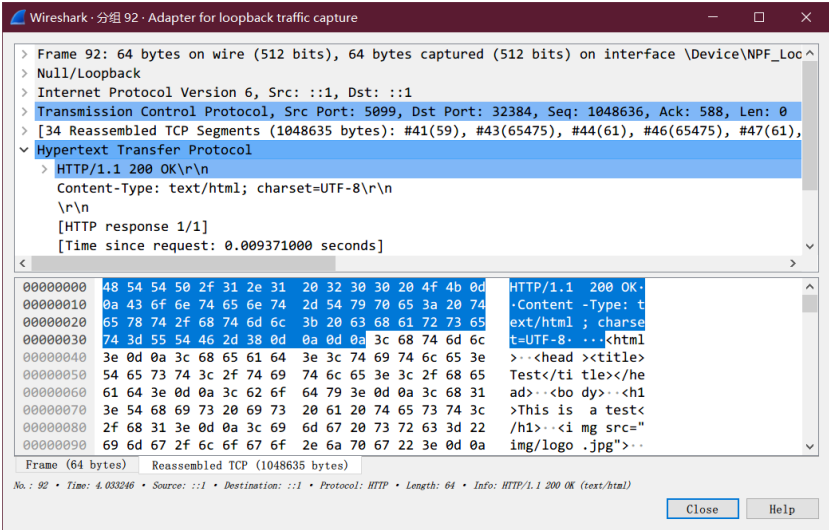 Wireshark · 分组 92 · Adapter for loopback traffic capture
Frame 92: 64 bytes on wire (512 bits), 64 bytes captured (512 bits) on interface \Device\NPF_Loo
Null/Loopback
Internet Protocol Version 6, Src: ::1, Dst: ::1
Transmission Control Protocol, Src Port: 5099, Dst Port: 32384, Seq: 1048636, Ack: 588, Len: 0
[34 Reassembled TCP Segments (1048635 bytes): #41(59), #43(65475), #44(61), #46(65475), #47(61),
Hypertext Transfer Protocol
HTTP/1.1 200 OK\r\n
Content-Type: text/html; charset=UTF-8\r\n
\r\n
[HTTP response 1/1]
[Time since request: 0.009371000 seconds]
00000000 48 54 54 50 2f 31 2e 31 20 32 30 30 20 4f 4b 0d HTTP/1.1 200 OK·
00000010 0a 43 6f 6e 74 65 6e 74 2d 54 79 70 65 3a 20 74 ·Content -Type: t
00000020 65 78 74 2f 68 74 6d 6c 3b 20 63 68 61 72 73 65 ext/html ; charse
00000030 74 3d 55 54 46 2d 38 0d 0a 0d 0a 3c 68 74 6d 6c t=UTF-8· ···<html
00000040 3e 0d 0a 3c 68 65 61 64 3e 3c 74 69 74 6c 65 3e >··<head ><title>
00000050 54 65 73 74 3c 2f 74 69 74 6c 65 3e 3c 2f 68 65 Test</ti tle></he
00000060 61 64 3e 0d 0a 3c 62 6f 64 79 3e 0d 0a 3c 68 31 ad>··<bo dy>··<h1
00000070 3e 54 68 69 73 20 69 73 20 61 20 74 65 73 74 3c >This is a test<
00000080 2f 68 31 3e 0d 0a 3c 69 6d 67 20 73 72 63 3d 22 /h1>··<i mg src="
00000090 69 6d 67 2f 6c 6f 67 6f 2e 6a 70 67 22 3e 0d 0a img/logo .jpg">··
Frame (64 bytes) Reassembled TCP (1048635 bytes)
No.: 92 • Time: 4.033246 • Source: ::1 • Destination: ::1 • Protocol: HTTP • Length: 64 • Info: HTTP/1.1 200 OK (text/html)
Close Help